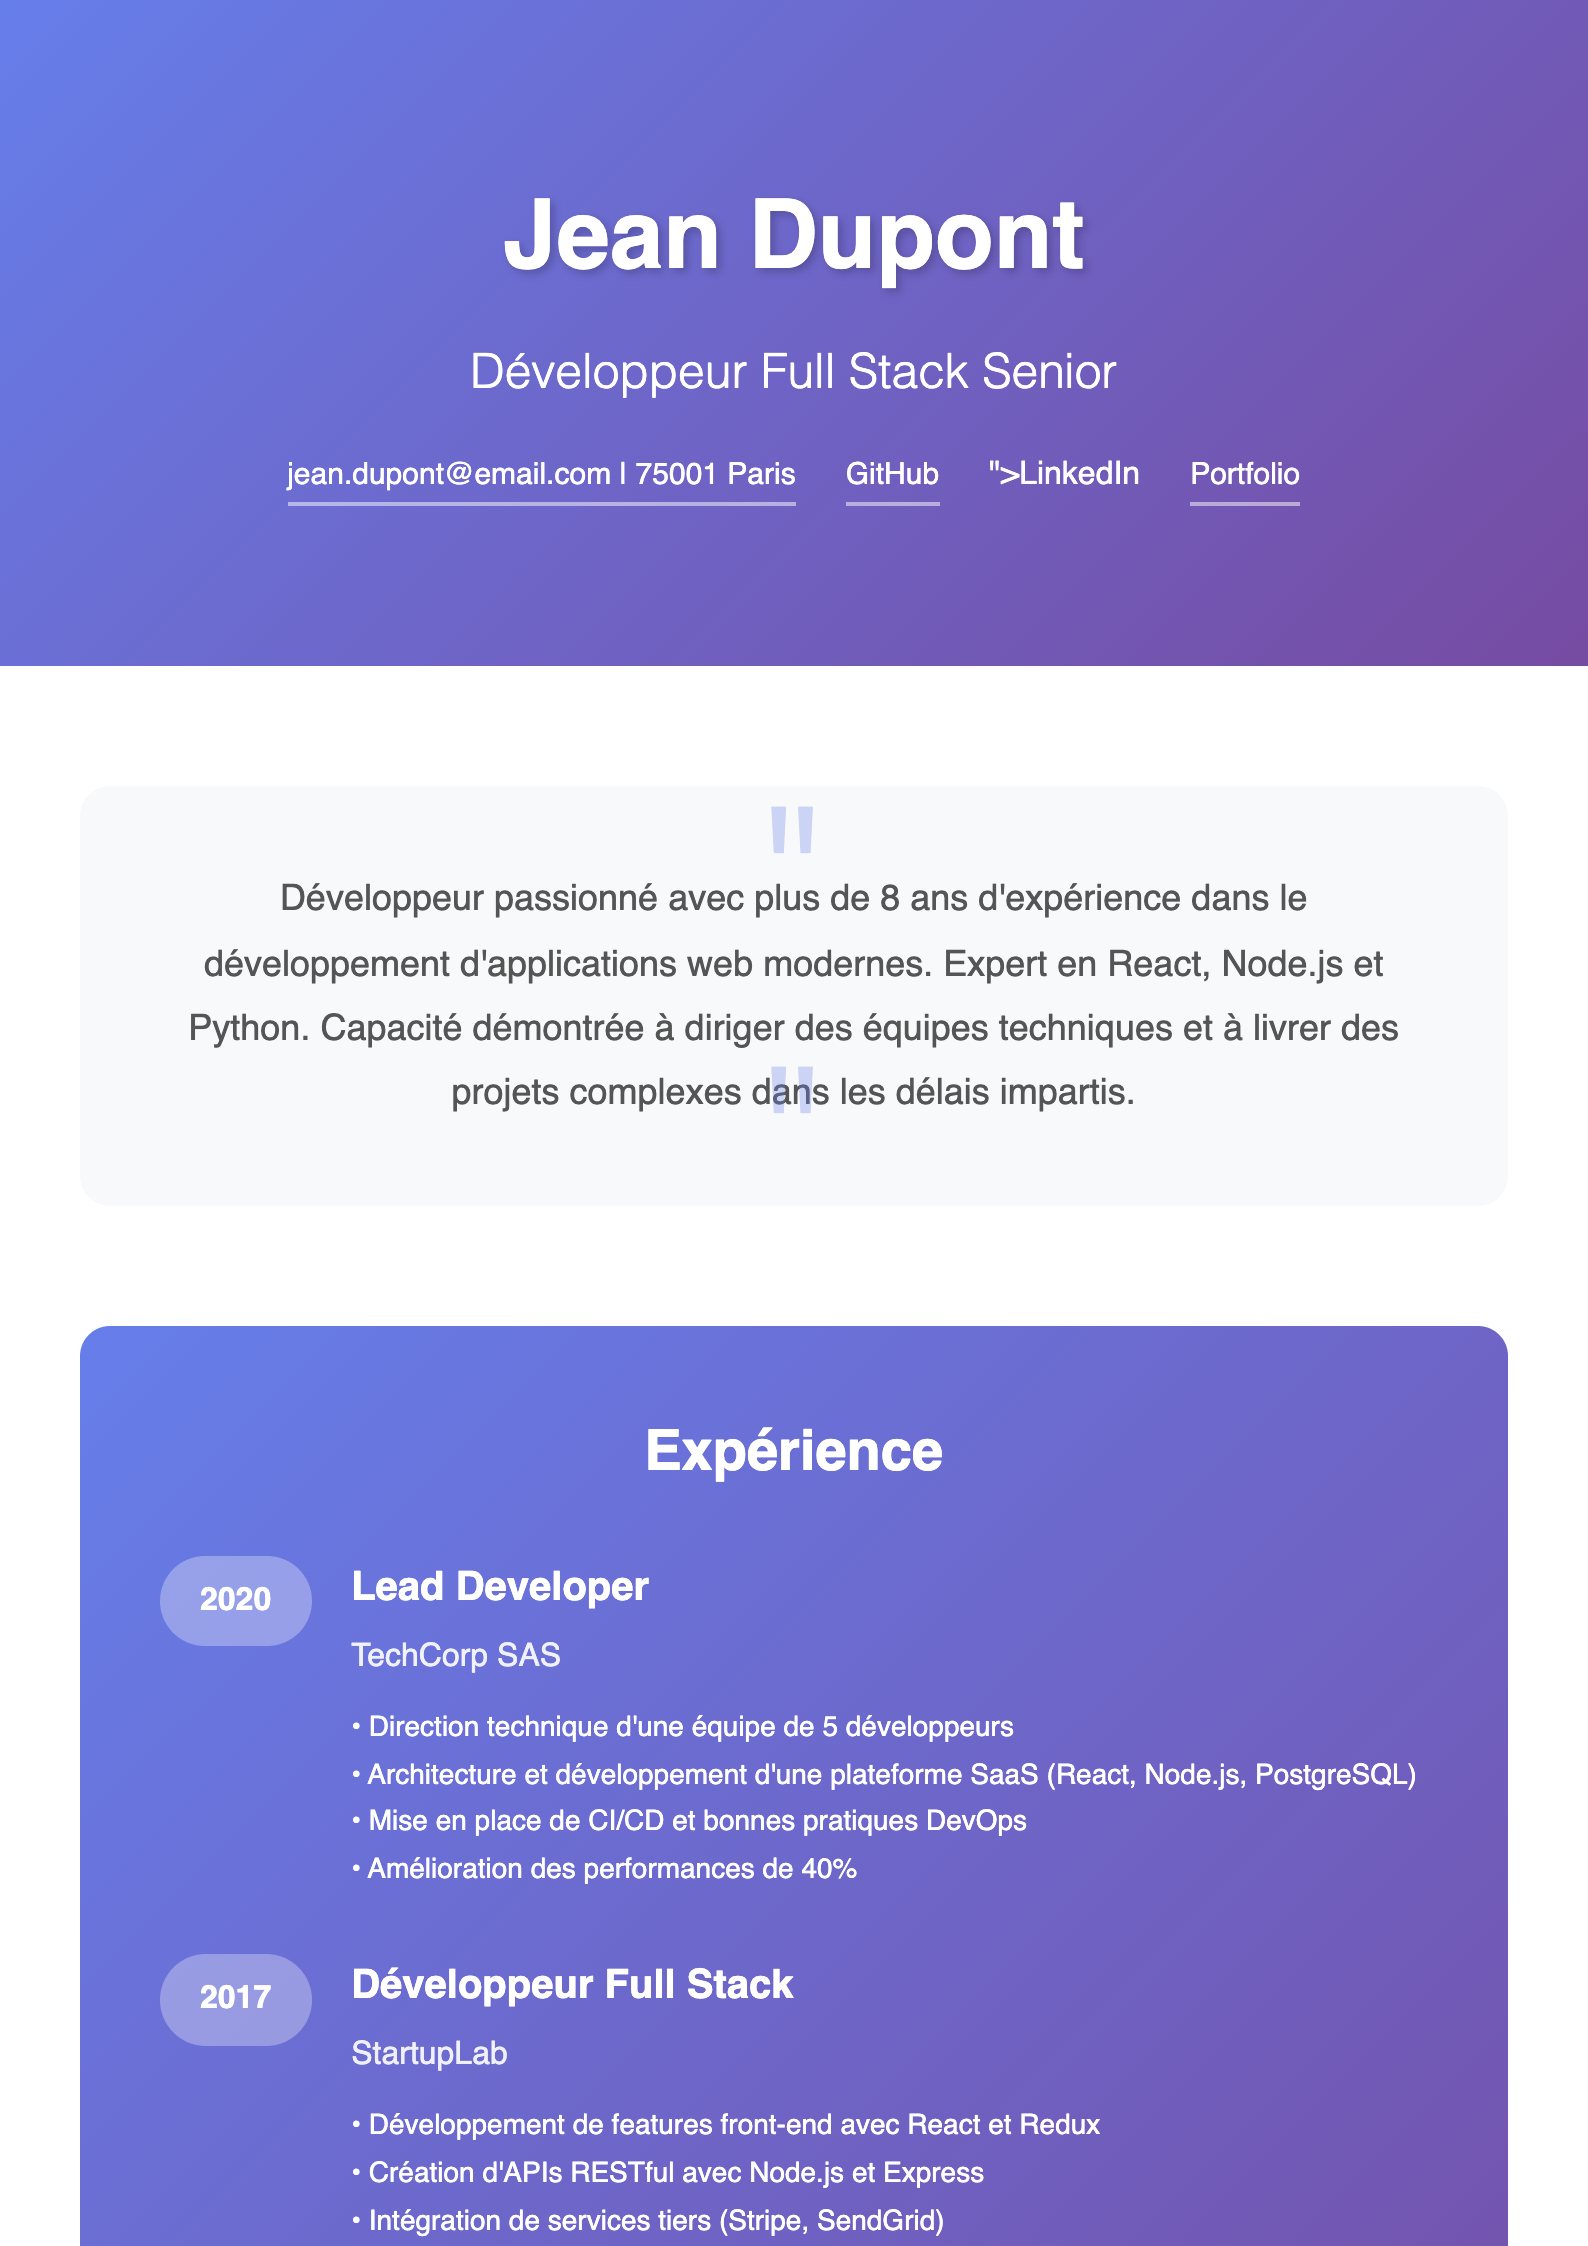 Jean Dupont
Développeur Full Stack Senior
jean.dupont@email.com | 75001 Paris GitHub ">LinkedIn Portfolio
"
Développeur passionné avec plus de 8 ans d'expérience dans le
développement d'applications web modernes. Expert en React, Node.js et
Python. Capacité démontrée à diriger des équipes techniques et à livrer des
projets complexes dans les délais impartis.
"
Expérience
2020
Lead Developer
TechCorp SAS
• Direction technique d'une équipe de 5 développeurs
• Architecture et développement d'une plateforme SaaS (React, Node.js, PostgreSQL)
• Mise en place de CI/CD et bonnes pratiques DevOps
• Amélioration des performances de 40%
2017
Développeur Full Stack
StartupLab
• Développement de features front-end avec React et Redux
• Création d'APIs RESTful avec Node.js et Express
• Intégration de services tiers (Stripe, SendGrid)